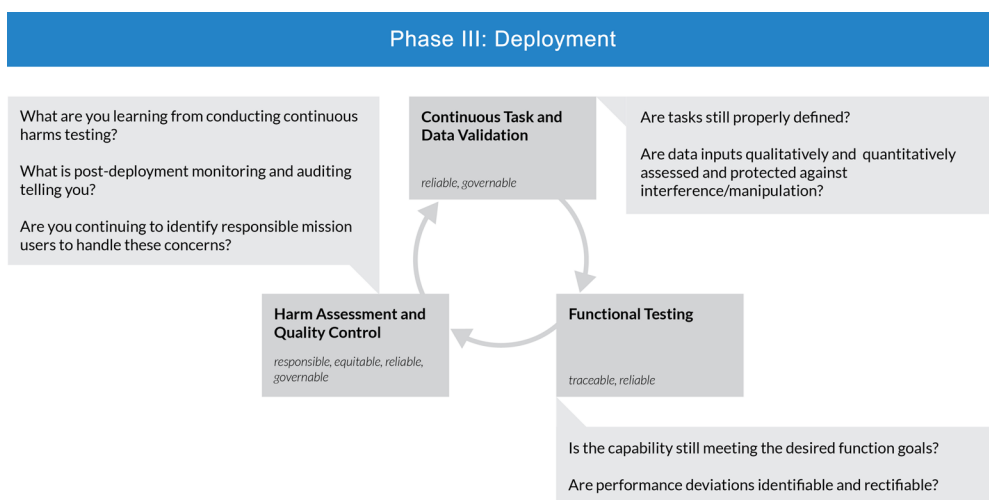 Phase III: Deployment
What are you learning from conducting continuous
harms testing?
What is post-deployment monitoring and auditing
telling you?
Are you continuing to identify responsible mission
users to handle these concerns?
Continuous Task and
Data Validation
reliable, governable
Are tasks still properly defined?
Are data inputs qualitatively and quantitatively
assessed and protected against
interference/manipulation?
Harm Assessment and
Quality Control
responsible, equitable, reliable,
governable
Functional Testing
traceable, reliable
Is the capability still meeting the desired function goals?
Are performance deviations identifiable and rectifiable?